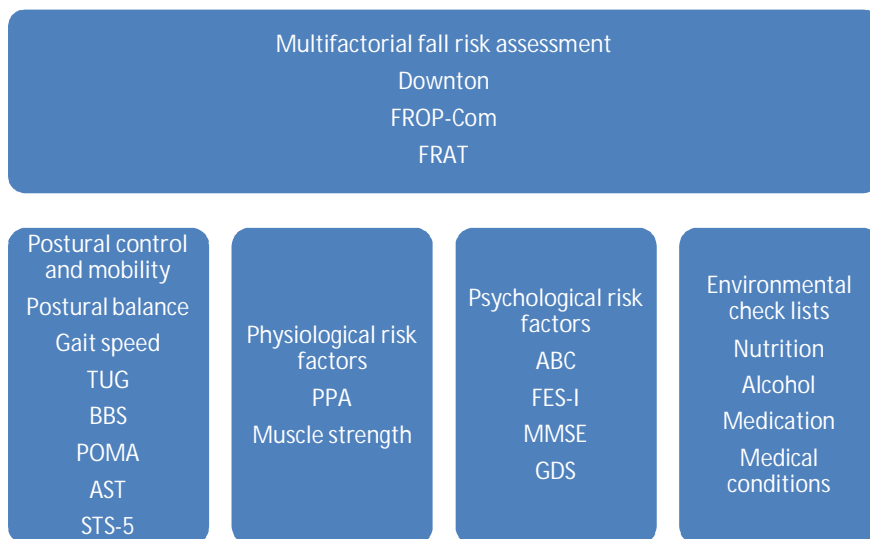 Multifactorial fall risk assessment
Downton
FROP-Com
FRAT
Postural control
and mobility
Postural balance
Gait speed
TUG
BBS
POMA
AST
STS-5
Physiological risk
factors
PPA
Muscle strength
Psychological risk
factors
ABC
FES-I
MMSE
GDS
Environmental
check lists
Nutrition
Alcohol
Medication
Medical
conditions